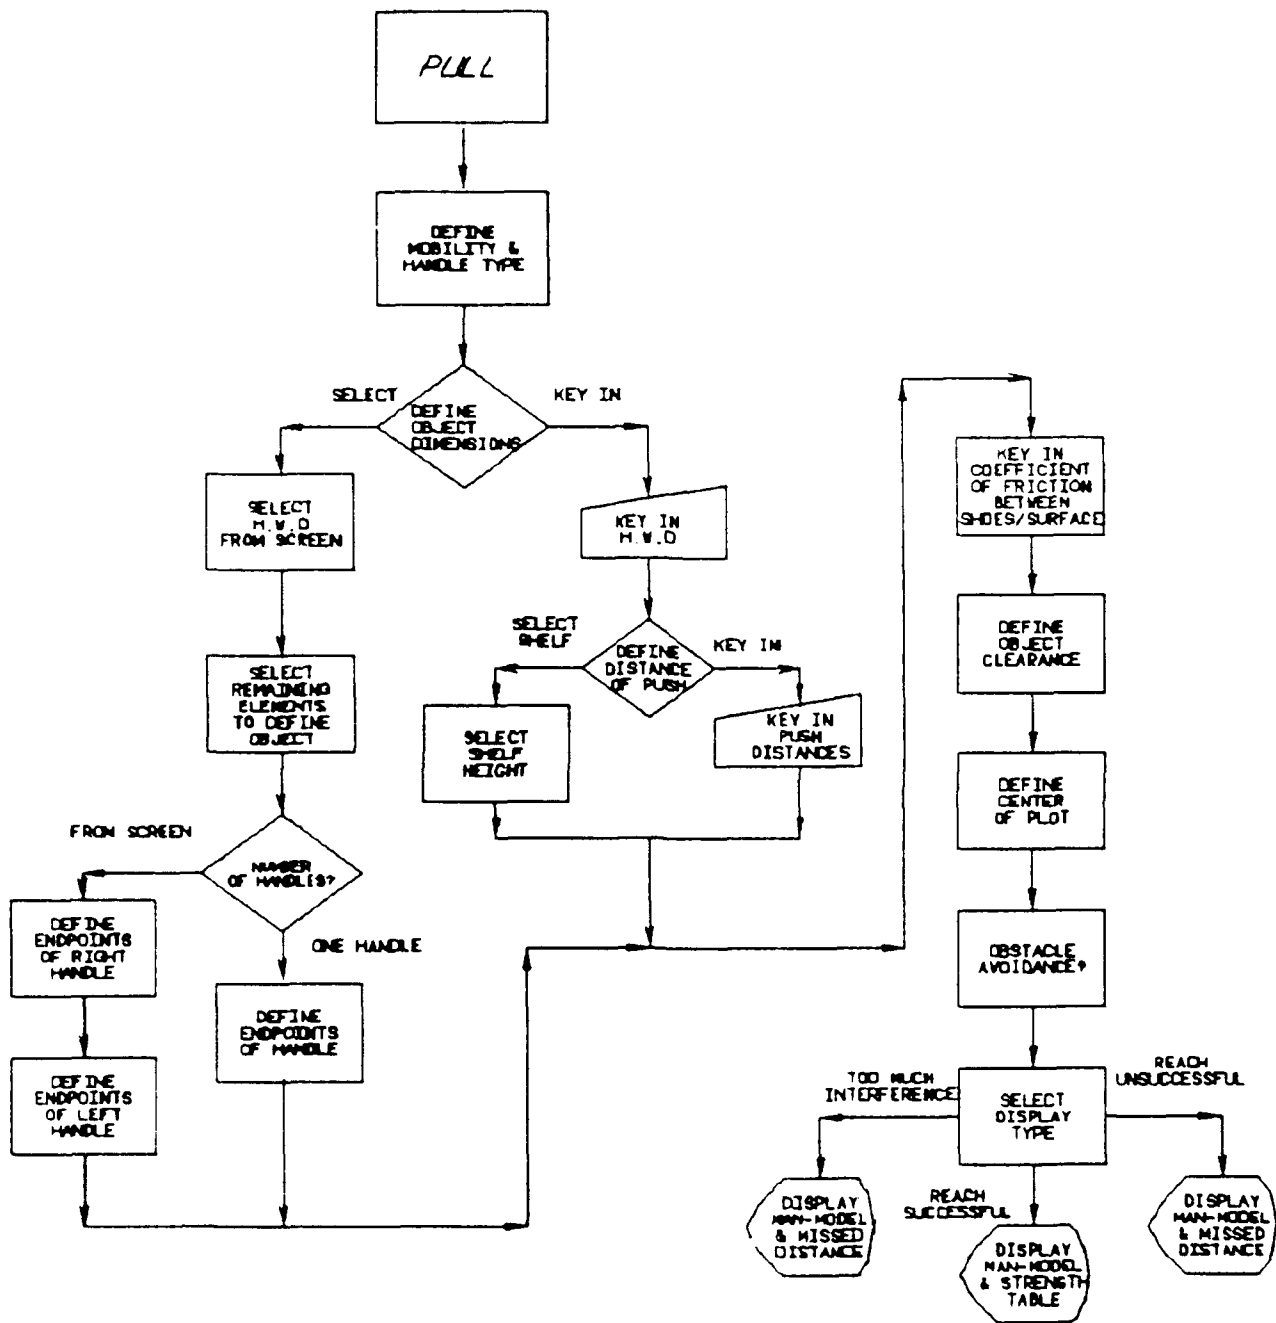 PULL
DEFINE
MOBILITY &
HANDLE TYPE
SELECT
KEY IN
DEFINE
OBJECT
DIMENSIONS
SELECT
H.W.D
FROM SCREEN
KEY IN
H.W.D
SELECT
REMAINING
ELEMENTS
TO DEFINE
OBJECT
SELECT
SHELF
KEY IN
DEFINE
DISTANCE
OF PUSH
SELECT
SHELF
HEIGHT
KEY IN
PUSH
DISTANCES
FROM SCREEN
NUMBER
OF HANDLES?
ONE HANDLE
DEFINE
ENDPOINTS
OF RIGHT
HANDLE
DEFINE
ENDPOINTS
OF HANDLE
DEFINE
ENDPOINTS
OF LEFT
HANDLE
KEY IN
COEFFICIENT
OF FRICTION
BETWEEN
SHOES/SURFACE
DEFINE
OBJECT
CLEARANCE
DEFINE
CENTER
OF PLOT
OBSTACLE
AVOIDANCE?
TOO MUCH
INTERFERENCE
SELECT
DISPLAY
TYPE
REACH
UNSUCCESSFUL
DISPLAY
MAN-MODEL
& MISSED
DISTANCE
REACH
SUCCESSFUL
DISPLAY
MAN-MODEL
& STRENGTH
TABLE
DISPLAY
MAN-MODEL
& MISSED
DISTANCE